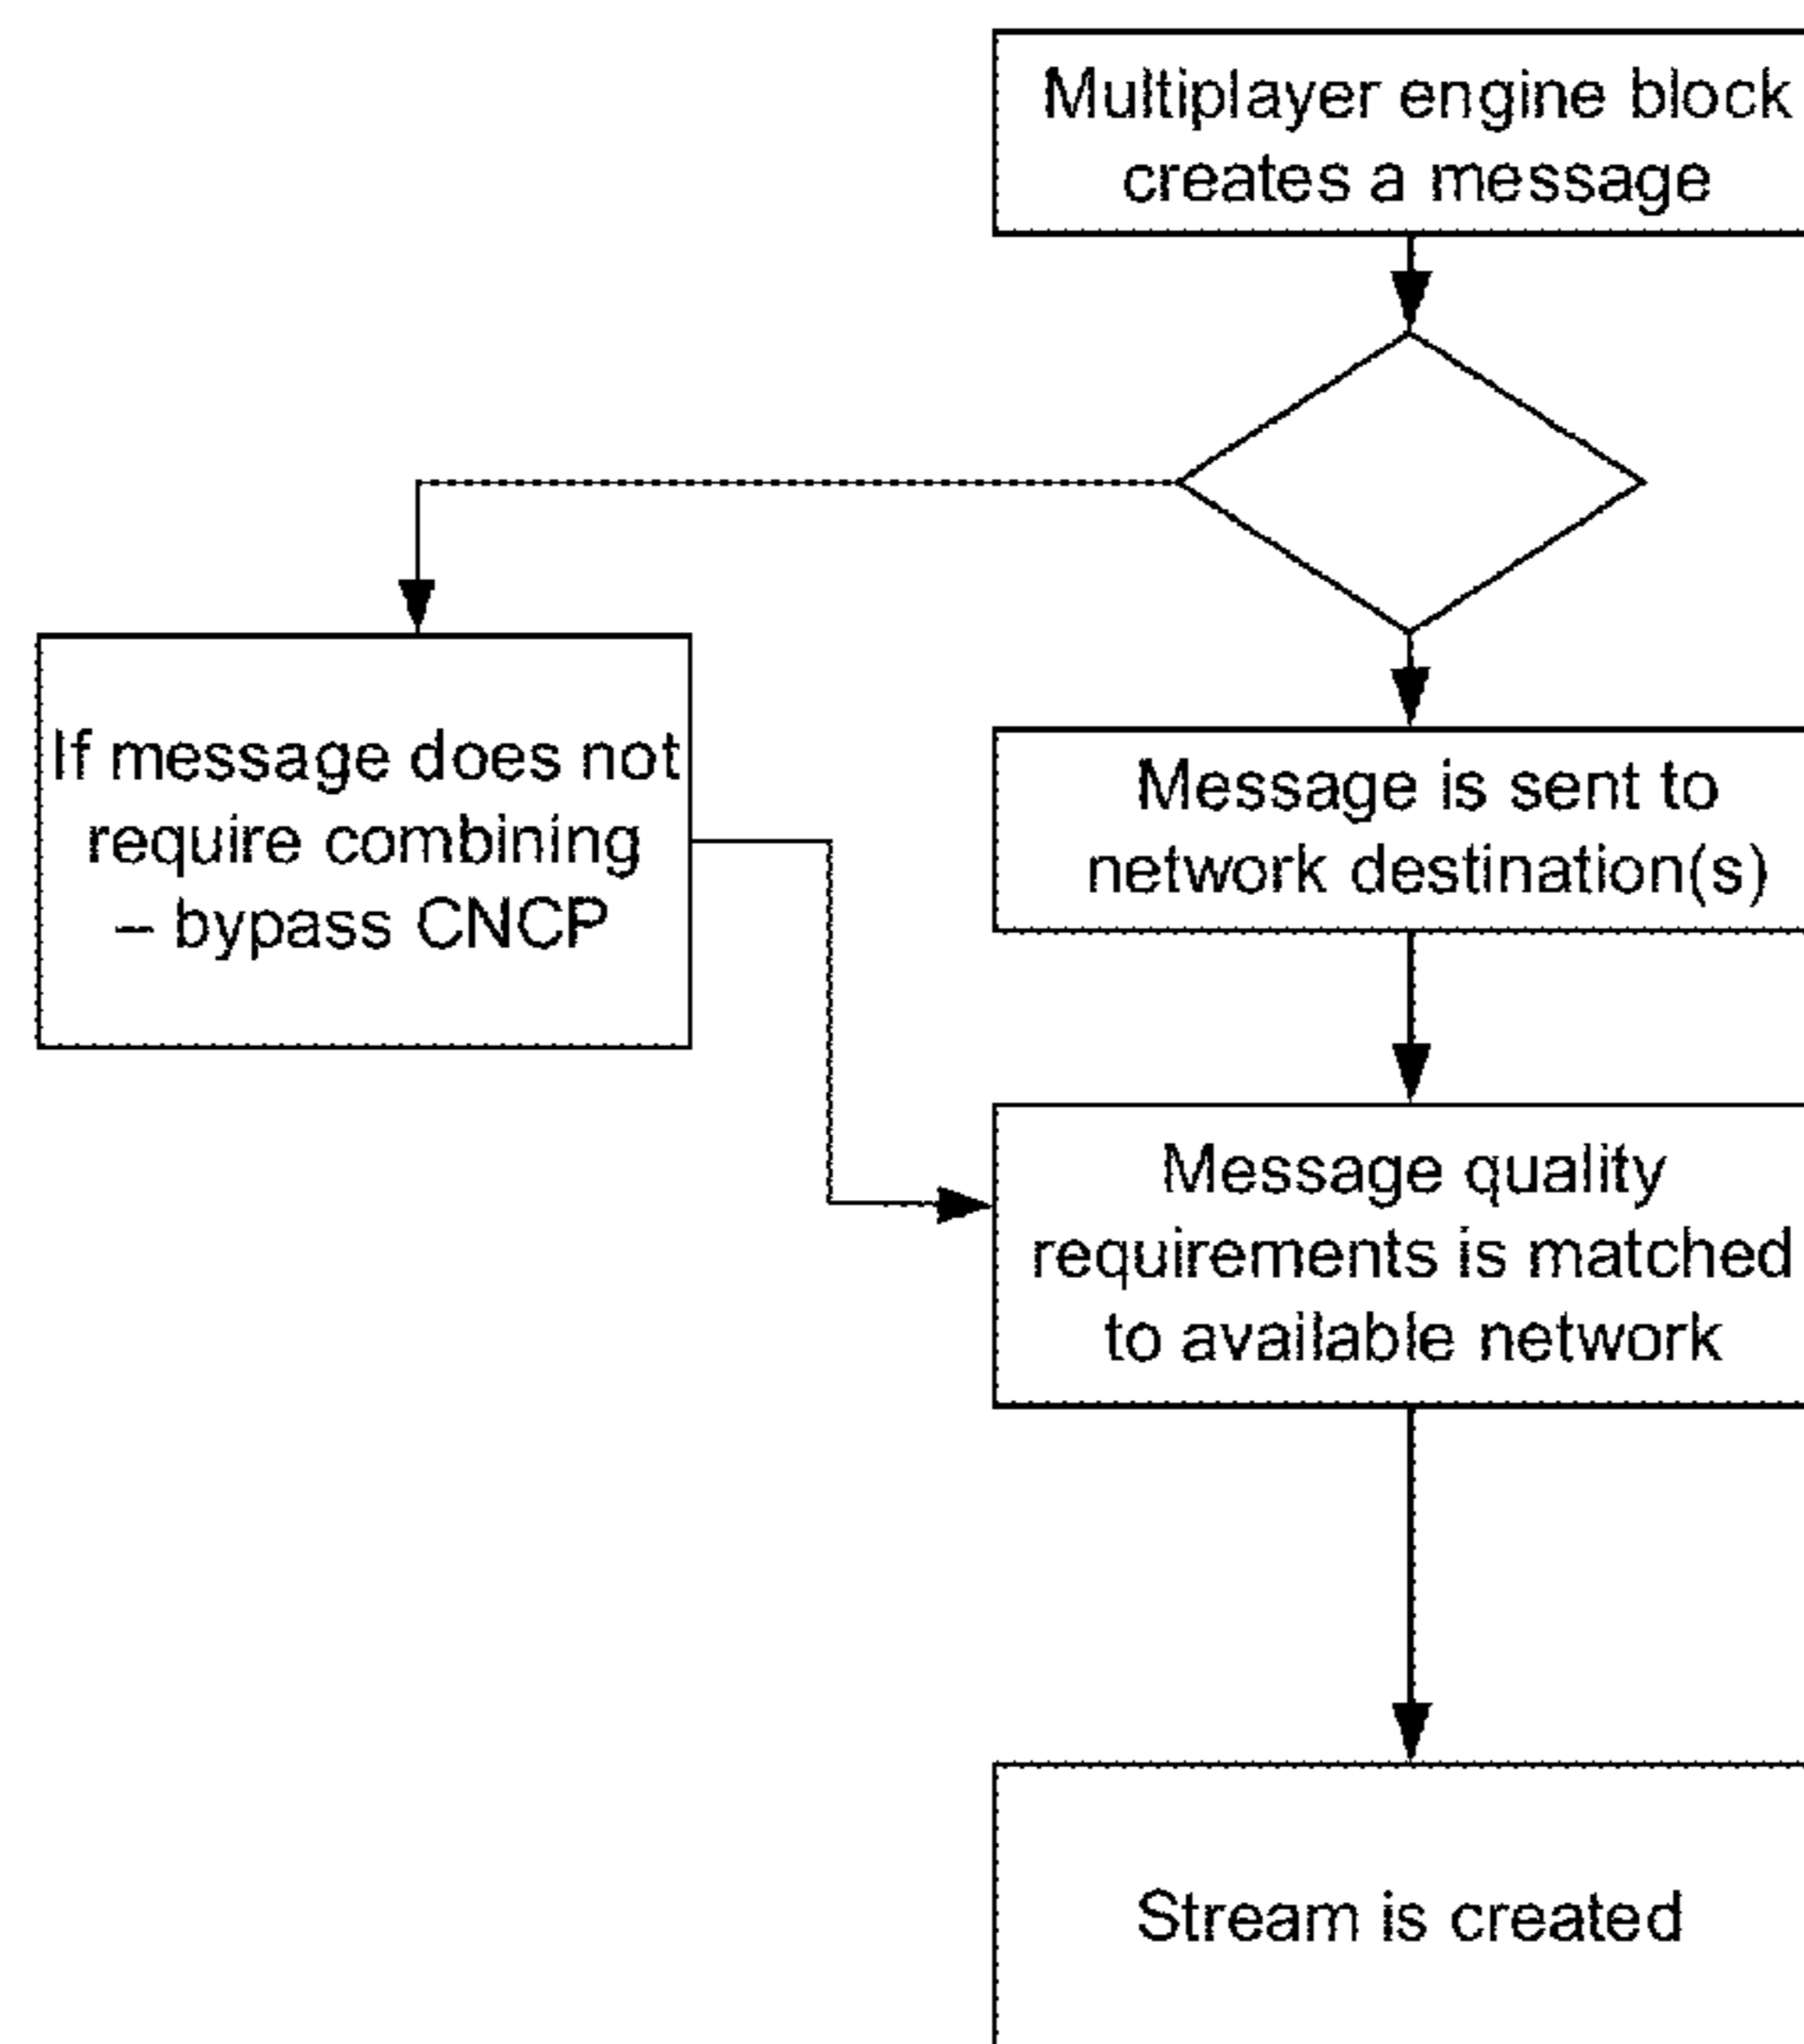 Multiplayer engine block
creates a message
If message does not
require combining
– bypass CNCP
Message is sent to
network destination(s)
Message quality
requirements is matched
to available network
Stream is created